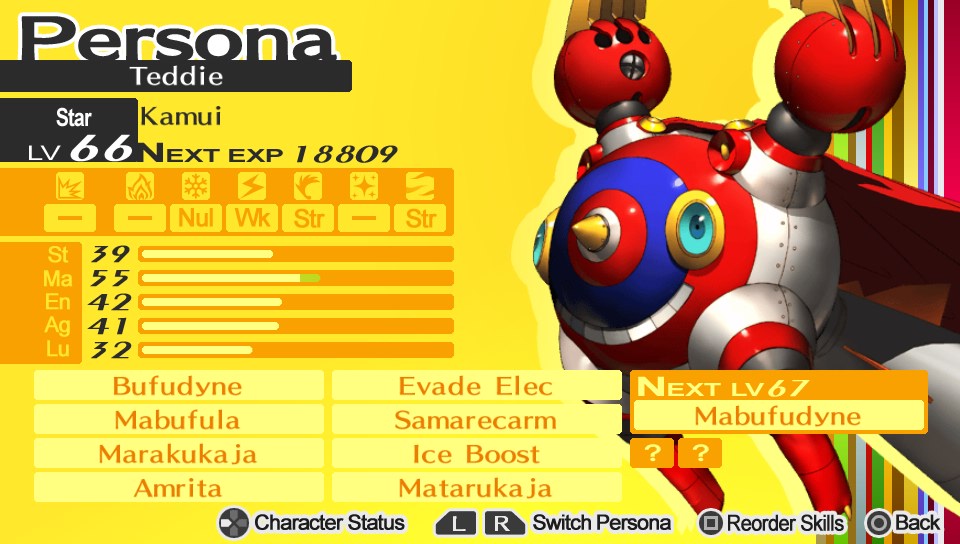 Persona
Teddie
Star Kamui
LV 66 NEXT EXP 18809
— — Nul Wk Str — Str
St 39
Ma 55
En 42
Ag 41
Lu 32
Bufudyne Evade Elec NEXT LV 67
Mabufula Samarecarm Mabufudyne
Marakukaja Ice Boost ? ?
Amrita Matarukaja
Character Status L R Switch Persona Reorder Skills Back